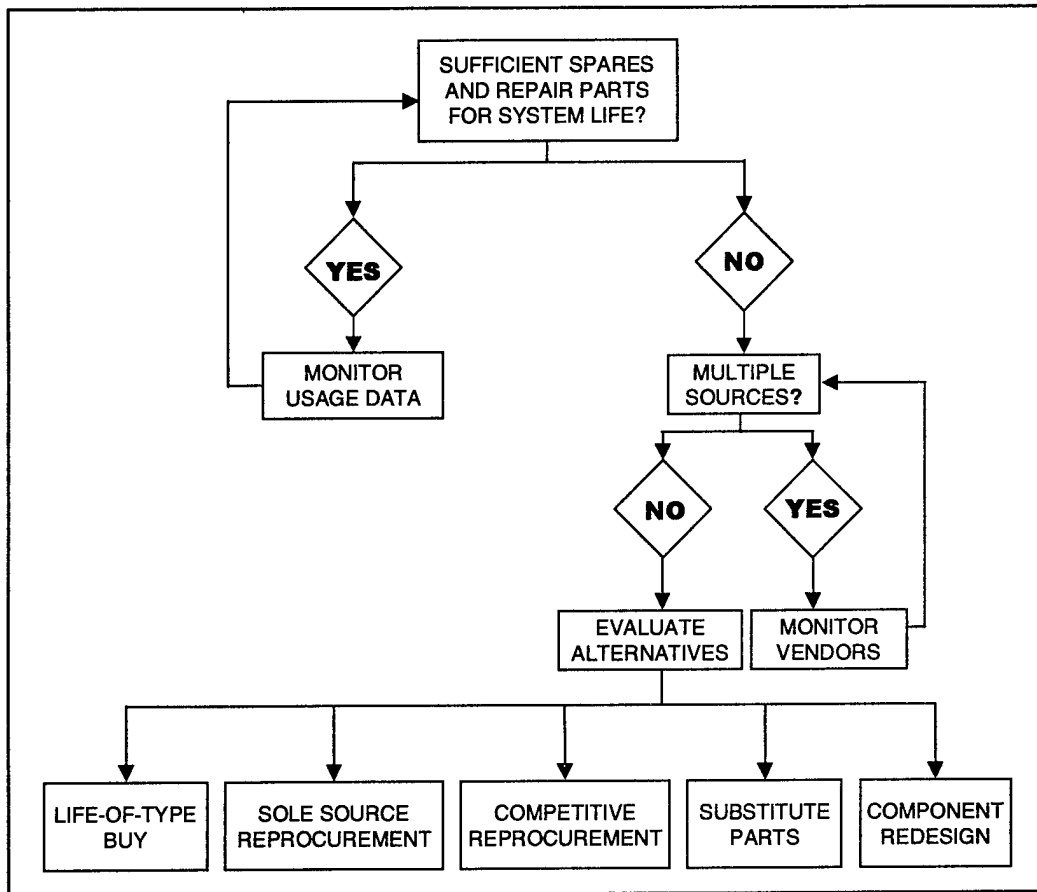 SUFFICIENT SPARES
AND REPAIR PARTS
FOR SYSTEM LIFE?
YES
NO
MONITOR
USAGE DATA
MULTIPLE
SOURCES?
NO
YES
EVALUATE
ALTERNATIVES
MONITOR
VENDORS
LIFE-OF-TYPE
BUY
SOLE SOURCE
REPROCUREMENT
COMPETITIVE
REPROCUREMENT
SUBSTITUTE
PARTS
COMPONENT
REDESIGN